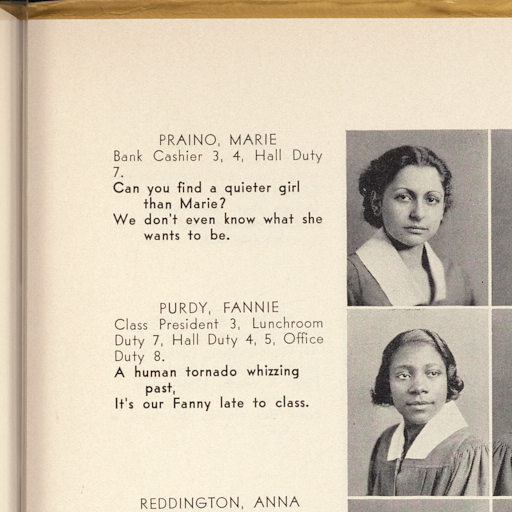 PRAINO, MARIE
Bank Cashier 3, 4, Hall Duty
7.
Can you find a quieter girl
than Marie?
We don't even know what she
wants to be.
PURDY, FANNIE
Class President 3, Lunchroom
Duty 7, Hall Duty 4, 5, Office
Duty 8.
A human tornado whizzing
past,
It's our Fanny late to class.
REDDINGTON, ANNA